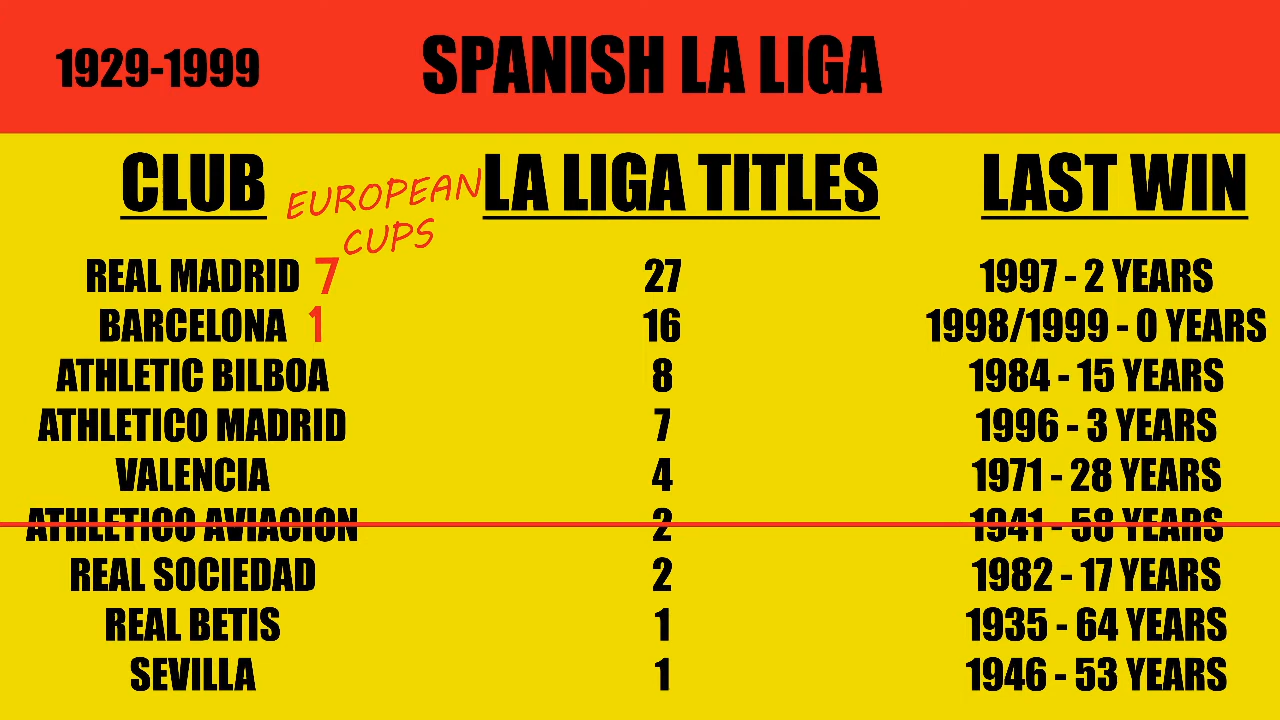 1929-1999 SPANISH LA LIGA
CLUB EUROPEAN CUPS LA LIGA TITLES LAST WIN
REAL MADRID 7 27 1997 - 2 YEARS
BARCELONA 1 16 1998/1999 - 0 YEARS
ATHLETIC BILBOA 8 1984 - 15 YEARS
ATHLETICO MADRID 7 1996 - 3 YEARS
VALENCIA 4 1971 - 28 YEARS
ATHLETICO AVIACION 2 1941 - 58 YEARS
REAL SOCIEDAD 2 1982 - 17 YEARS
REAL BETIS 1 1935 - 64 YEARS
SEVILLA 1 1946 - 53 YEARS